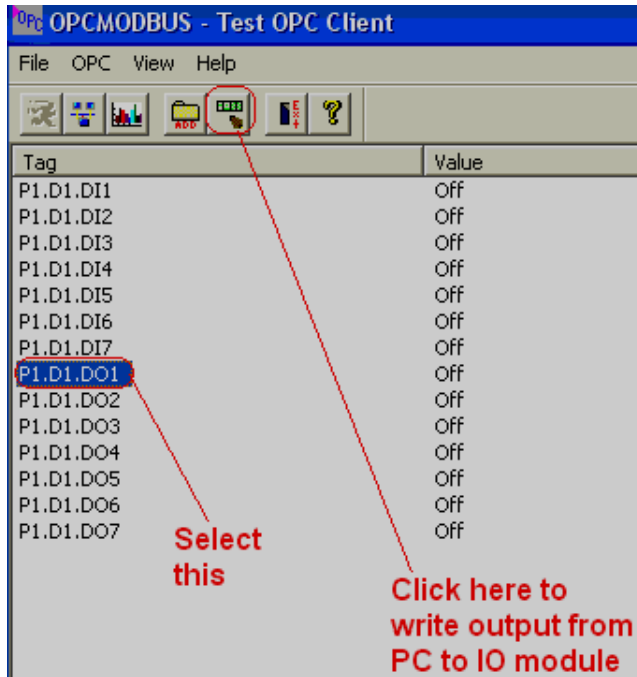 OPC OPCMODBUS - Test OPC Client
File OPC View Help
ADD EXIT ?
Tag Value
P1.D1.DI1 Off
P1.D1.DI2 Off
P1.D1.DI3 Off
P1.D1.DI4 Off
P1.D1.DI5 Off
P1.D1.DI6 Off
P1.D1.DI7 Off
P1.D1.DO1 Off
P1.D1.DO2 Off
P1.D1.DO3 Off
P1.D1.DO4 Off
P1.D1.DO5 Off
P1.D1.DO6 Off
P1.D1.DO7 Off
Select
this
Click here to
write output from
PC to IO module